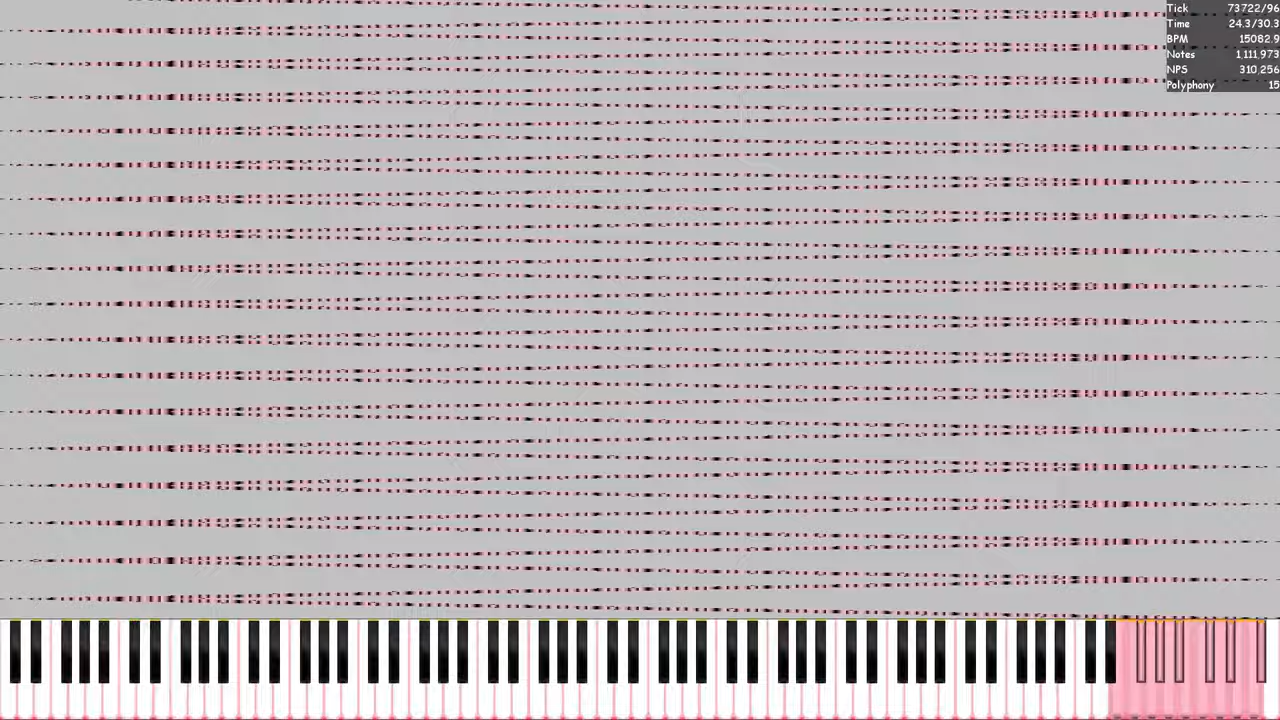 Tick 73722/96
Time 24.3/30.3
BPM 15082.9
Notes 1,111,973
NPS 310,256
Polyphony 15